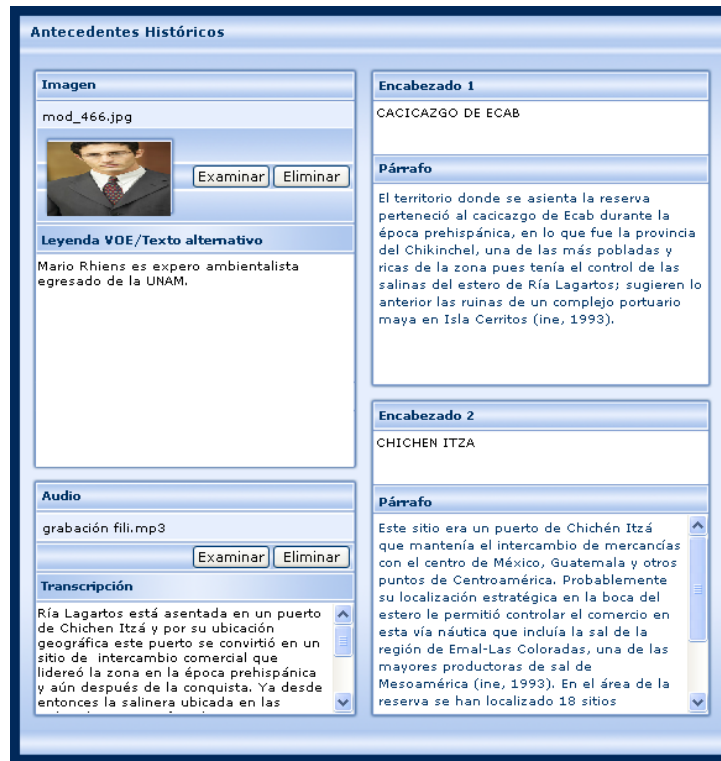 Antecedentes Históricos
Imagen
mod_466.jpg
Examinar Eliminar
Leyenda VOE/Texto alternativo
Mario Rhiens es expero ambientalista
egresado de la UNAM.
Audio
grabación fili.mp3
Examinar Eliminar
Transcripción
Ría Lagartos está asentada en un puerto
de Chichen Itzá y por su ubicación
geográfica este puerto se convirtió en un
sitio de intercambio comercial que
lidereó la zona en la época prehispánica
y aún después de la conquista. Ya desde
entonces la salinera ubicada en las
Encabezado 1
CACICAZGO DE ECAB
Párrafo
El territorio donde se asienta la reserva
perteneció al cacicazgo de Ecab durante la
época prehispánica, en lo que fue la provincia
del Chikinchel, una de las más pobladas y
ricas de la zona pues tenía el control de las
salinas del estero de Ría Lagartos; sugieren lo
anterior las ruinas de un complejo portuario
maya en Isla Cerritos (ine, 1993).
Encabezado 2
CHICHEN ITZA
Párrafo
Este sitio era un puerto de Chichén Itzá
que mantenía el intercambio de mercancías
con el centro de México, Guatemala y otros
puntos de Centroamérica. Probablemente
su localización estratégica en la boca del
estero le permitió controlar el comercio en
esta vía náutica que incluía la sal de la
región de Emal-Las Coloradas, una de las
mayores productoras de sal de
Mesoamérica (ine, 1993). En el área de la
reserva se han localizado 18 sitios